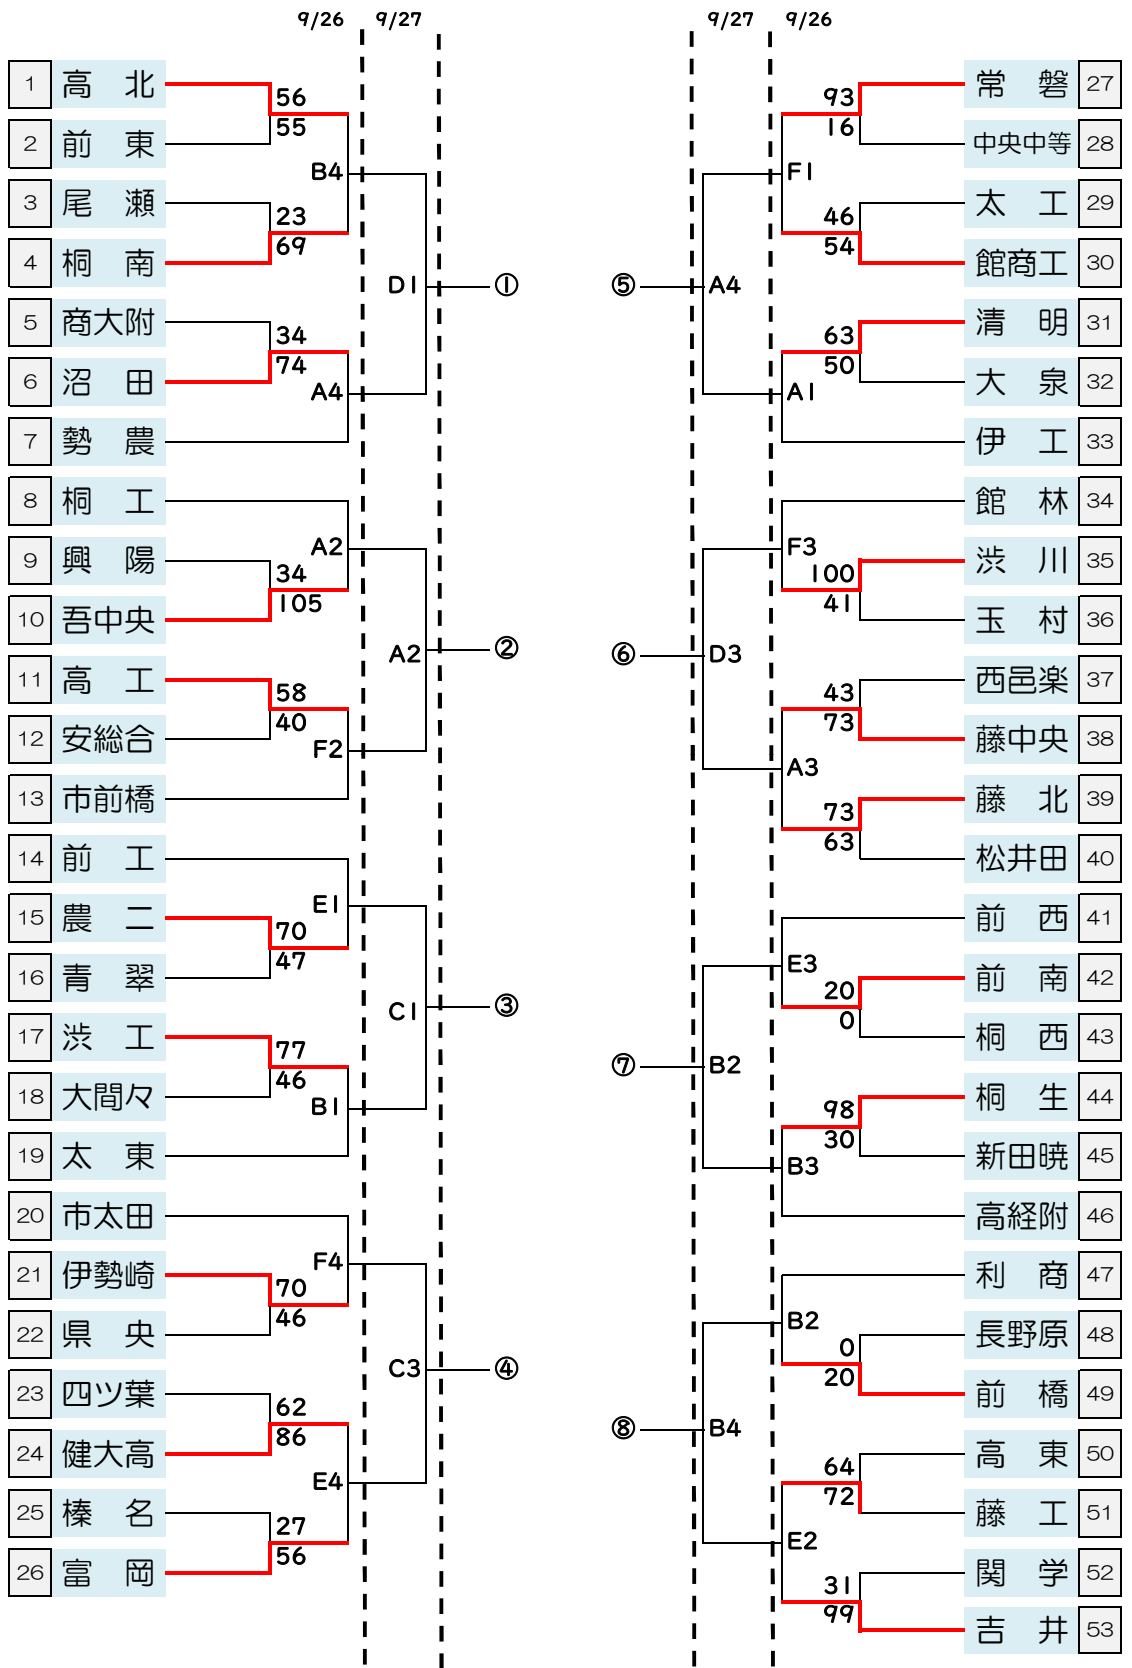 9/26 9/27 9/27 9/26
1 高 北
56
55
2 前 東
B4
3 尾 瀬
23
69
4 桐 南
D1 ①
5 商大附
34
74
6 沼 田
A4
7 勢 農
8 桐 工
A2
9 興 陽
34
105
10 吾中央
A2 ②
11 高 工
58
40
12 安総合
F2
13 市前橋
14 前 工
E1
15 農 二
70
47
16 青 翠
C1 ③
17 渋 工
77
46
18 大間々
B1
19 太 東
20 市太田
F4
21 伊勢崎
70
46
22 県 央
C3 ④
23 四ツ葉
62
86
24 健大高
E4
25 榛 名
27
56
26 富 岡
93 常 磐 27
16
中央中等 28
F1
太 工 29
46
54
館商工 30
⑤ A4
清 明 31
63
50
大 泉 32
A1
伊 工 33
館 林 34
F3
渋 川 35
100
41
玉 村 36
⑥ D3
西邑楽 37
43
73
藤中央 38
A3
藤 北 39
73
63
松井田 40
前 西 41
E3
前 南 42
20
0
桐 西 43
⑦ B2
桐 生 44
98
30
新田暁 45
B3
高経附 46
利 商 47
B2
長野原 48
0
20
前 橋 49
⑧ B4
高 東 50
64
72
藤 工 51
E2
関 学 52
31
99
吉 井 53